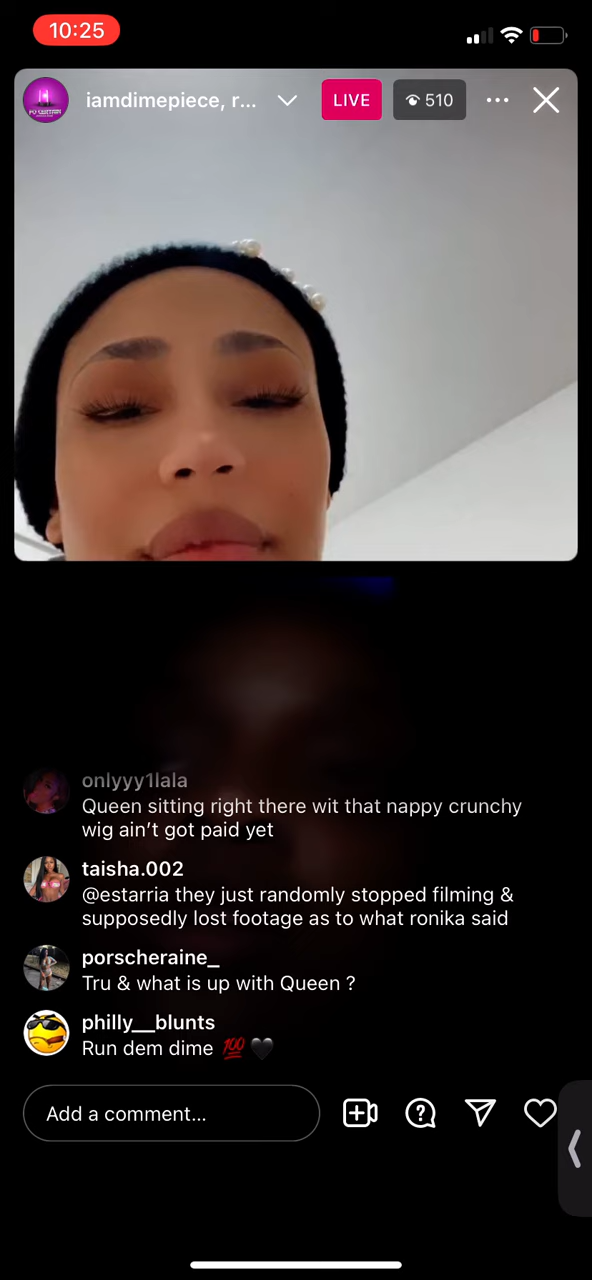 10:25
iamdimepiece, r...
LIVE
510
onlyyy1lala
Queen sitting right there wit that nappy crunchy
wig ain’t got paid yet
taisha.002
@estarria they just randomly stopped filming &
supposedly lost footage as to what ronika said
porscheraine_
Tru & what is up with Queen ?
philly__blunts
Run dem dime 💯🖤
Add a comment...